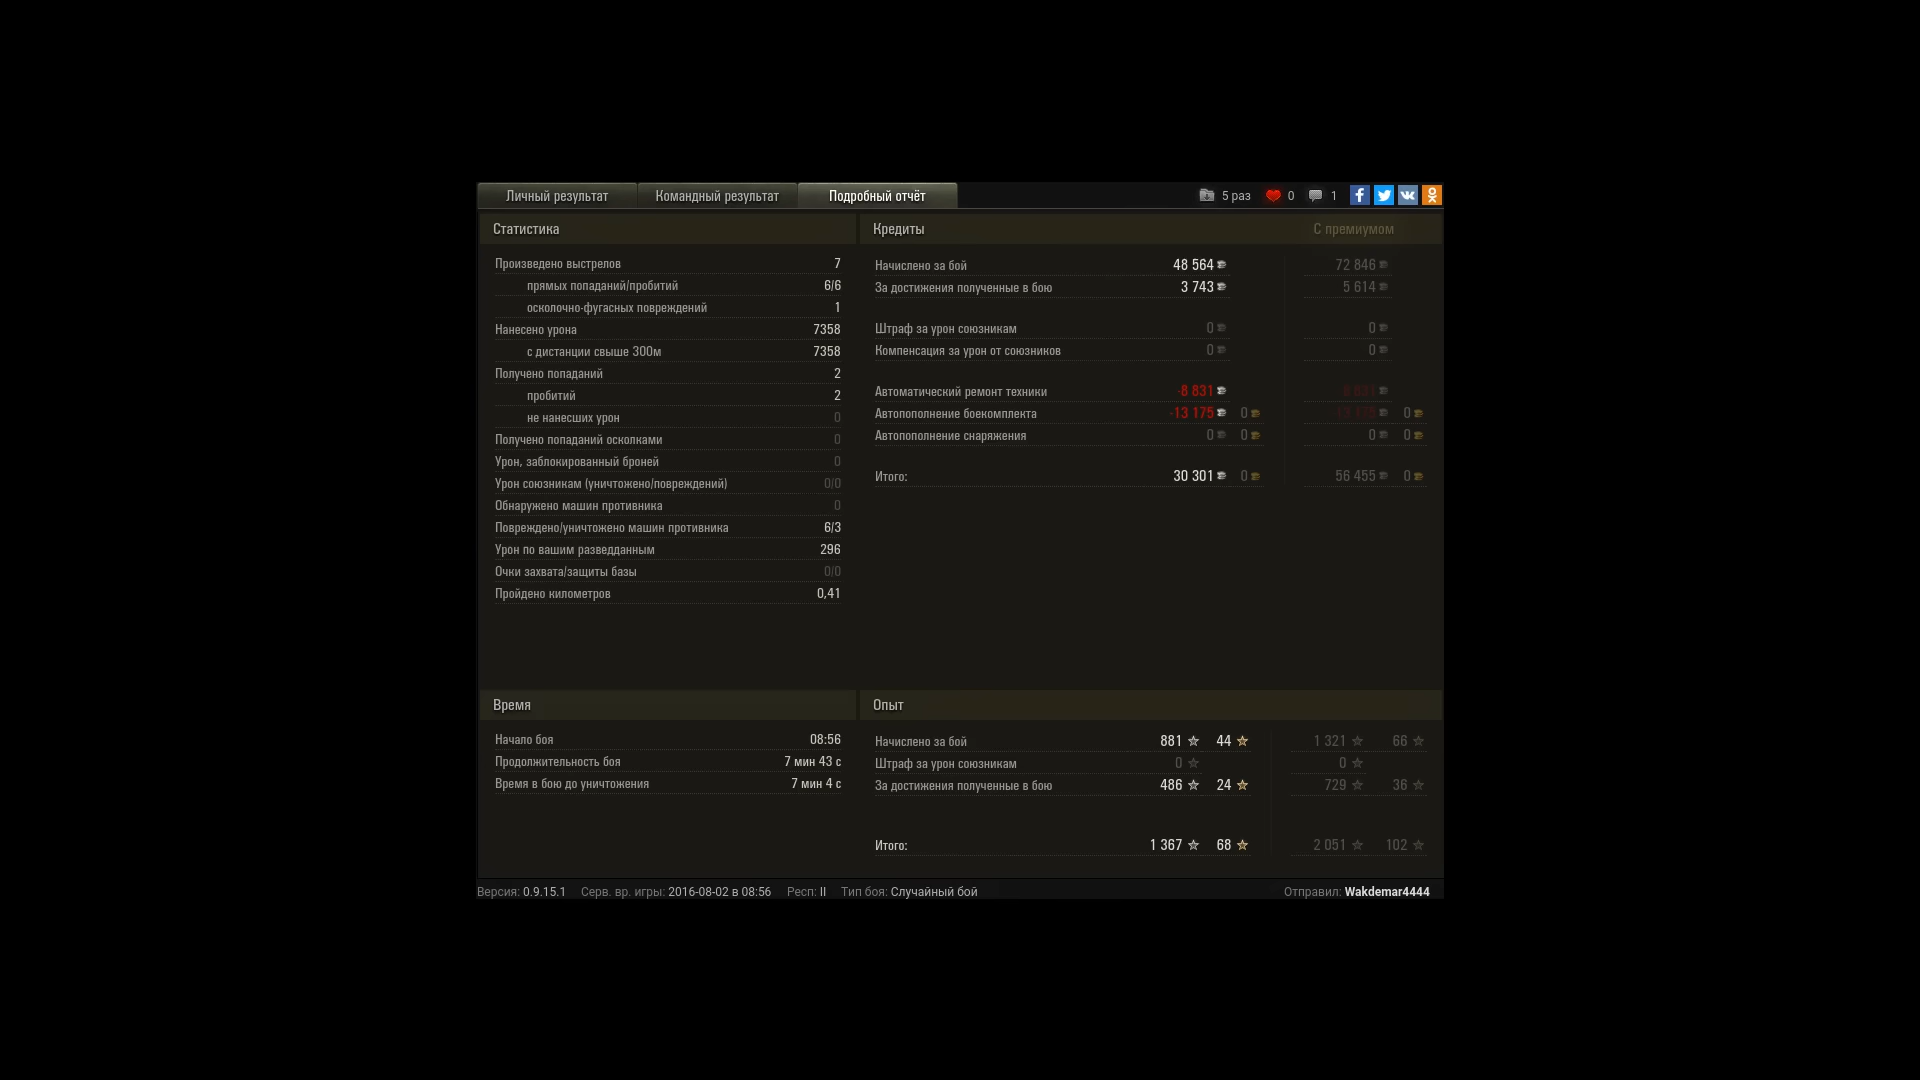 Личный результат Командный результат Подробный отчёт 5 раз 0 1
Статистика
Произведено выстрелов 7
прямых попаданий/пробитий 6/6
осколочно-фугасных повреждений 1
Нанесено урона 7358
с дистанции свыше 300м 7358
Получено попаданий 2
пробитий 2
не нанесших урон 0
Получено попаданий осколками 0
Урон, заблокированный броней 0
Урон союзникам (уничтожено/повреждений) 0/0
Обнаружено машин противника 0
Повреждено/уничтожено машин противника 6/3
Урон по вашим разведданным 296
Очки захвата/защиты базы 0/0
Пройдено километров 0,41
Кредиты С премиумом
Начислено за бой 48 564 72 846
За достижения полученные в бою 3 743 5 614
Штраф за урон союзникам 0 0
Компенсация за урон от союзников 0 0
Автоматический ремонт техники -8 831 -8 831
Автопополнение боекомплекта -13 175 0 -13 175 0
Автопополнение снаряжения 0 0 0 0
Итого: 30 301 0 56 455 0
Время
Начало боя 08:56
Продолжительность боя 7 мин 43 с
Время в бою до уничтожения 7 мин 4 с
Опыт
Начислено за бой 881 44 1 321 66
Штраф за урон союзникам 0 0
За достижения полученные в бою 486 24 729 36
Итого: 1 367 68 2 051 102
Версия: 0.9.15.1 Серв. вр. игры: 2016-08-02 в 08:56 Респ: II Тип боя: Случайный бой Отправил: Wakdemar4444